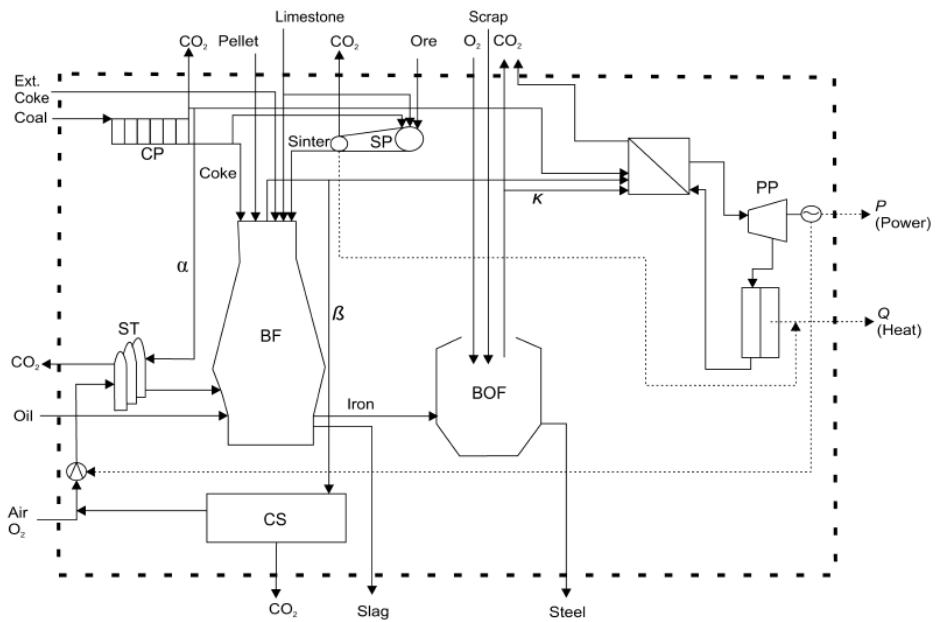 Limestone
Scrap
CO₂
Pellet
CO₂
Ore
O₂
CO₂
Ext.
Coke
Coal
CP
Sinter
SP
Coke
κ
PP
P
(Power)
α
ß
ST
BF
Q
(Heat)
CO₂
BOF
Iron
Oil
Air
O₂
CS
CO₂
Slag
Steel